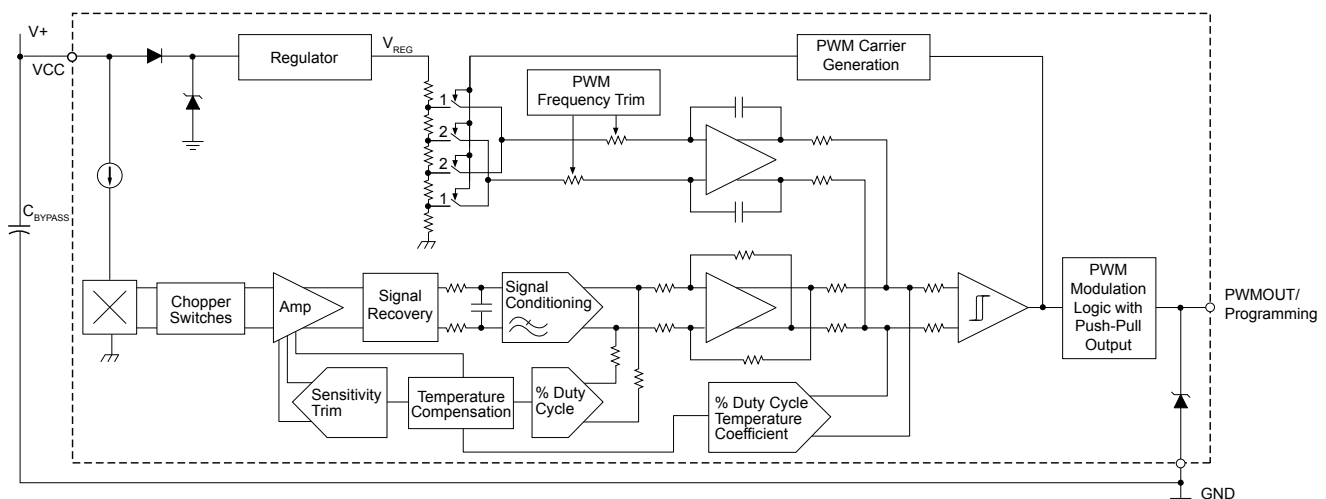 V+
VCC
Regulator
VREG
PWM Carrier
Generation
PWM
Frequency Trim
1
2
2
1
CBYPASS
Chopper
Switches
Amp
Signal
Recovery
Signal
Conditioning
PWM
Modulation
Logic with
Push-Pull
Output
PWMOUT/
Programming
Sensitivity
Trim
Temperature
Compensation
% Duty
Cycle
% Duty Cycle
Temperature
Coefficient
GND